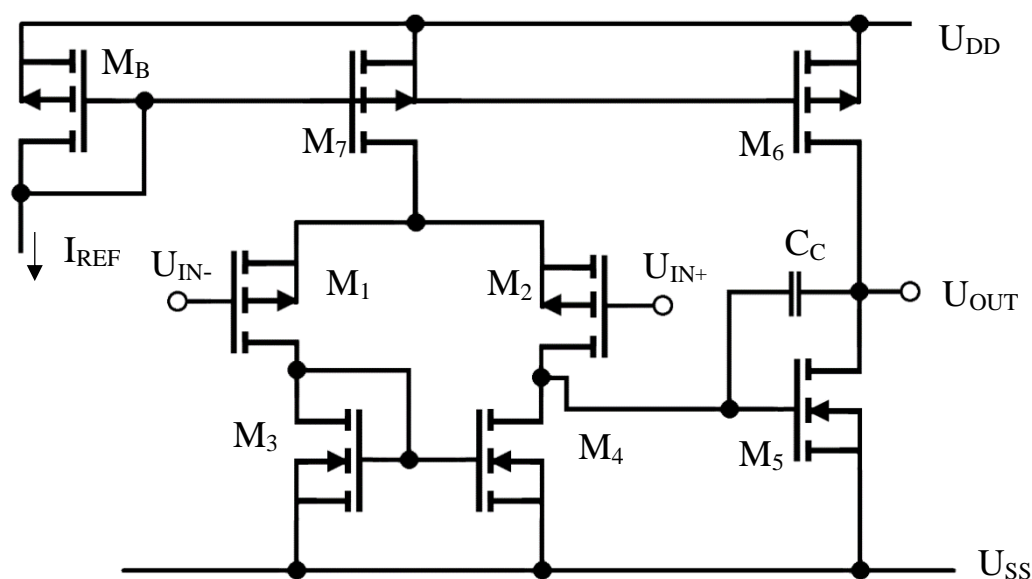 U_DD
M_B
M_7
M_6
I_REF
U_IN-
M_1
M_2
U_IN+
C_C
U_OUT
M_3
M_4
M_5
U_SS